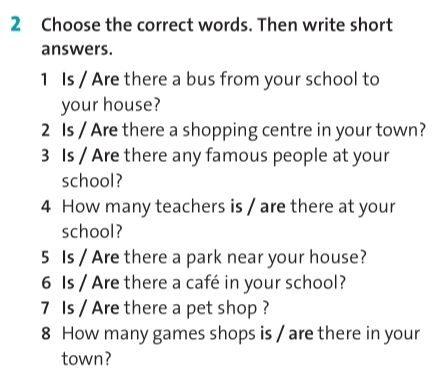 2 Choose the correct words. Then write short
answers.
1 Is / Are there a bus from your school to
your house?
2 Is / Are there a shopping centre in your town?
3 Is / Are there any famous people at your
school?
4 How many teachers is / are there at your
school?
5 Is / Are there a park near your house?
6 Is / Are there a café in your school?
7 Is / Are there a pet shop ?
8 How many games shops is / are there in your
town?